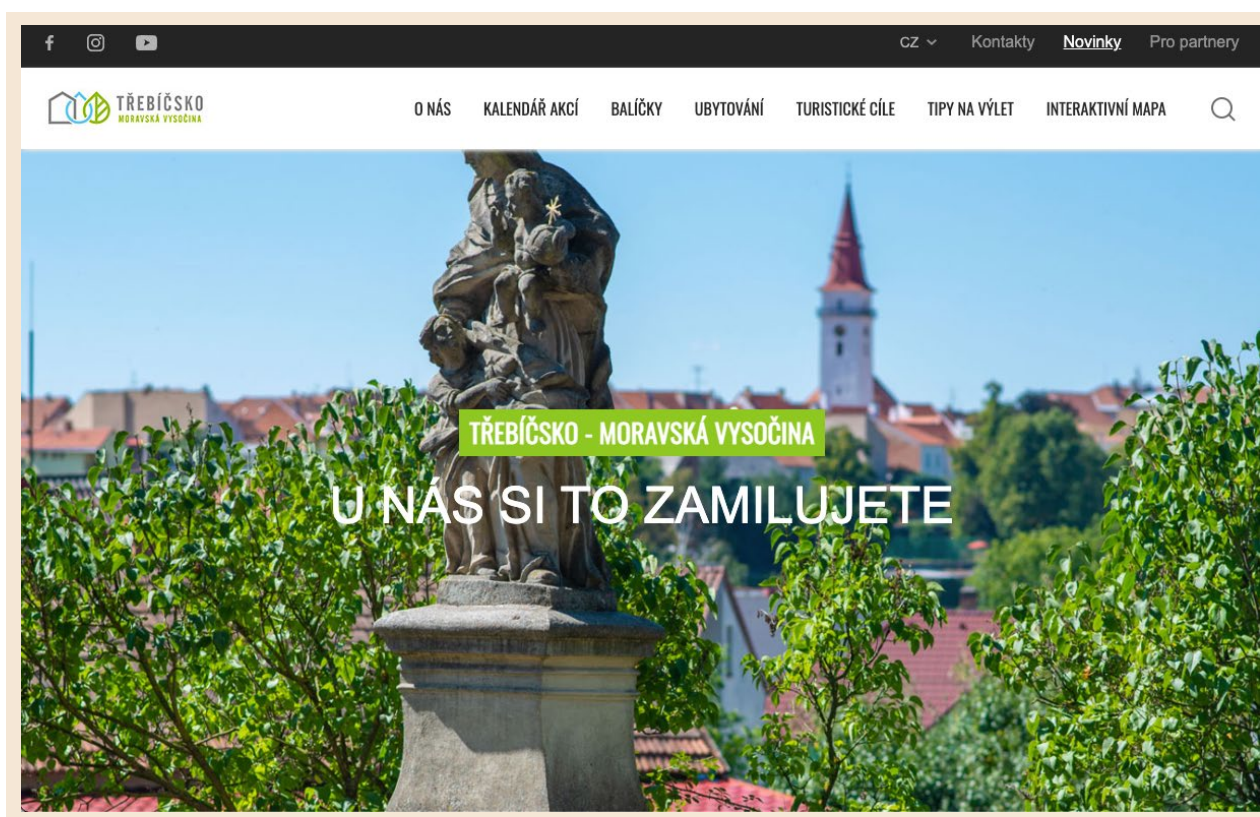 CZ Kontakty Novinky Pro partnery
TŘEBÍČSKO
MORAVSKÁ VYSOČINA
O NÁS KALENDÁŘ AKCÍ BALÍČKY UBYTOVÁNÍ TURISTICKÉ CÍLE TIPY NA VÝLET INTERAKTIVNÍ MAPA
TŘEBÍČSKO - MORAVSKÁ VYSOČINA
U NÁS SI TO ZAMILUJETE